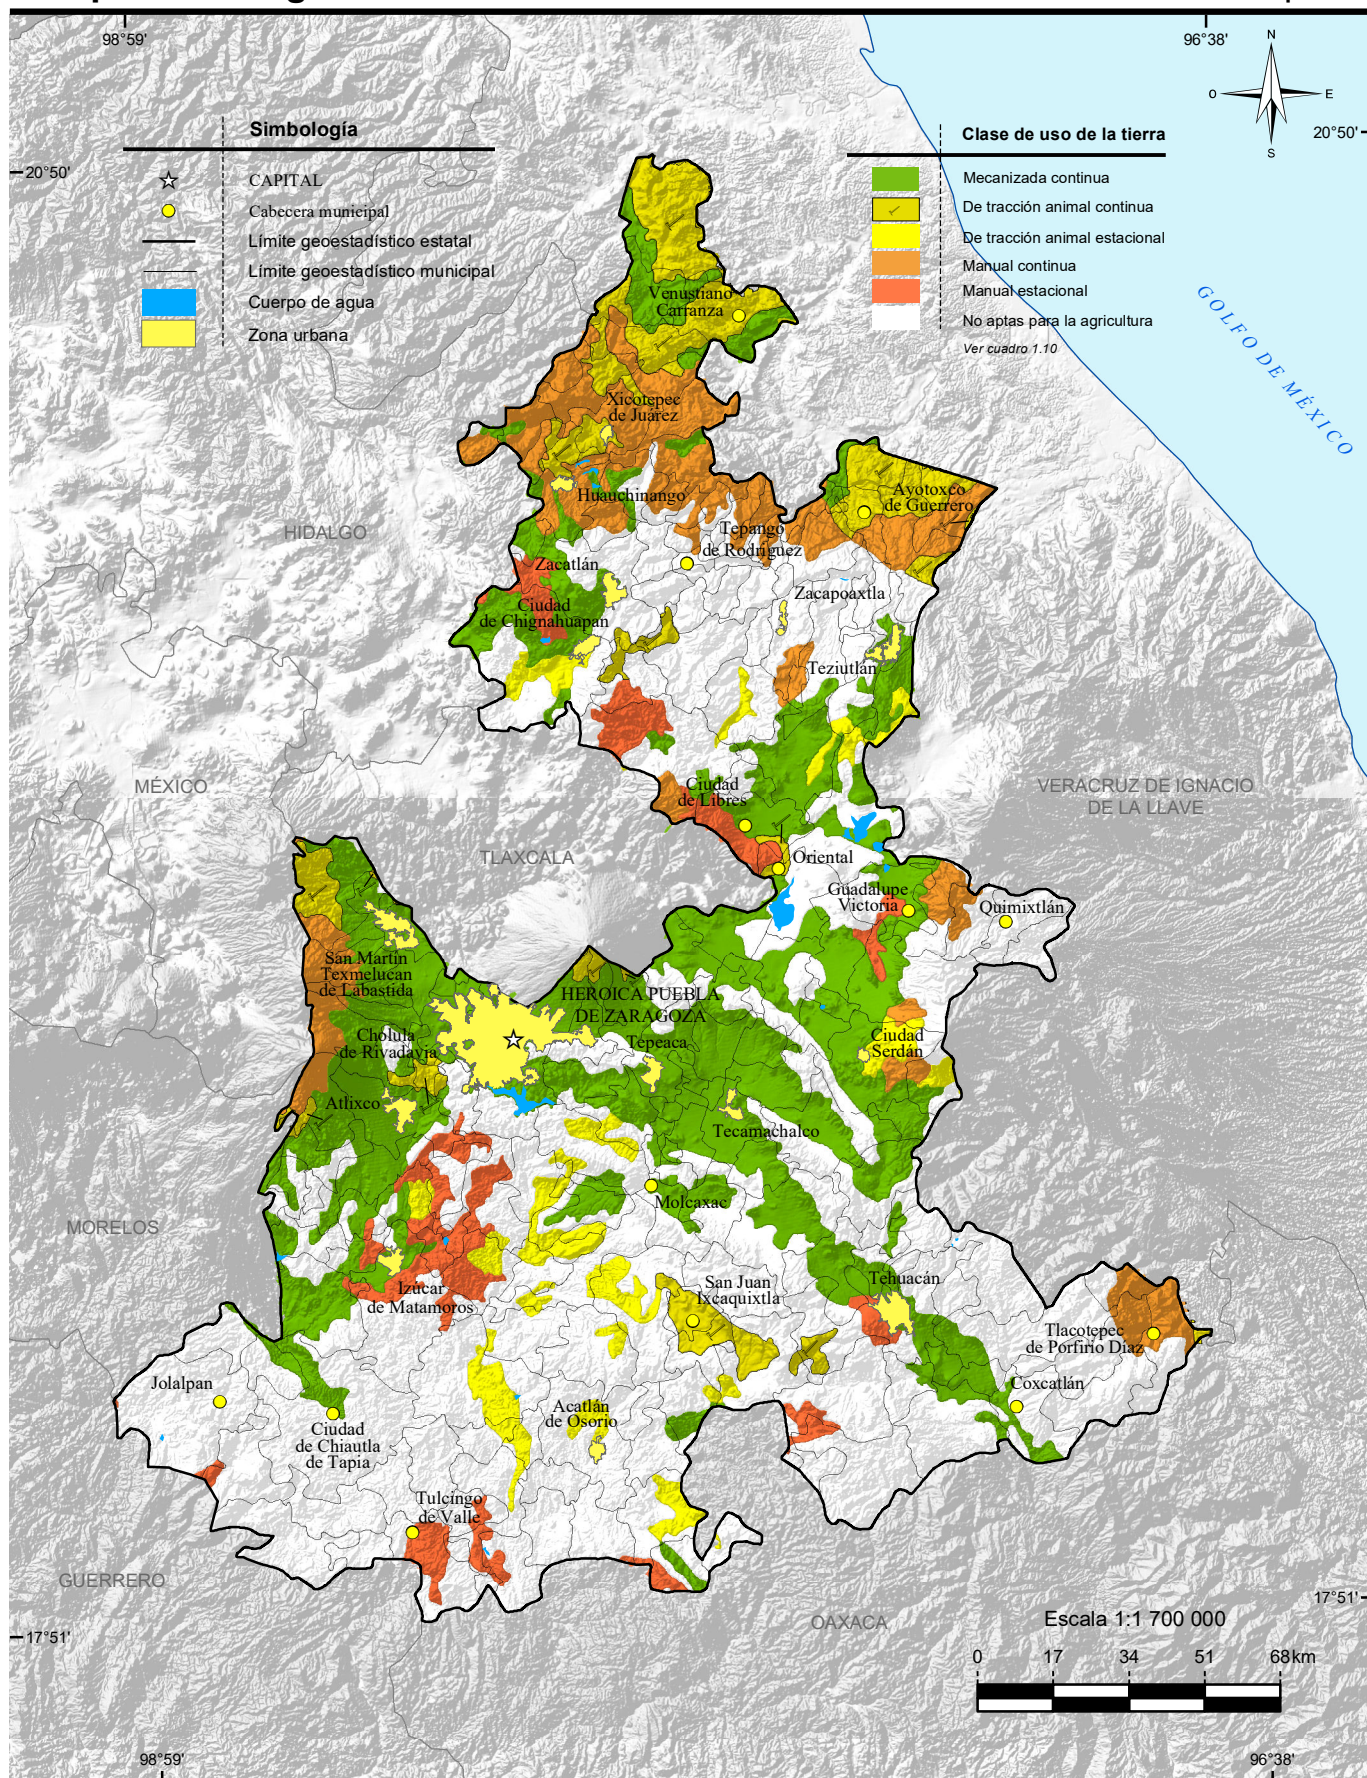 98°59'
96°38'
N
O
E
S
20°50'
20°50'
Simbología
CAPITAL
Cabecera municipal
Límite geoestadístico estatal
Límite geoestadístico municipal
Cuerpo de agua
Zona urbana
Clase de uso de la tierra
Mecanizada continua
De tracción animal continua
De tracción animal estacional
Manual continua
Manual estacional
No aptas para la agricultura
Ver cuadro 1.10
GOLFO DE MÉXICO
Venustiano
Carranza
Xicotepec
de Juárez
Huauchinango
Ayotoxco
de Guerrero
Tepango
de Rodríguez
HIDALGO
Zacatlán
Zacapoaxtla
Ciudad
de Chignahuapan
Teziutlán
MÉXICO
Ciudad
de Libres
VERACRUZ DE IGNACIO
DE LA LLAVE
TLAXCALA
Oriental
Guadalupe
Victoria
Quimixtlán
San Martín
Texmelucan
de Labastida
HEROICA PUEBLA
DE ZARAGOZA
Cholula
de Rivadavia
Tepeaca
Ciudad
Serdán
Atlixco
Tecamachalco
Molcaxac
MORELOS
Izúcar
de Matamoros
San Juan
Ixcaquixtla
Tehuacán
Tlacotepec
de Porfirio Díaz
Jolalpan
Coxcatlán
Ciudad
de Chiautla
de Tapia
Acatlán
de Osorio
Tulcingo
de Valle
GUERRERO
OAXACA
17°51'
17°51'
Escala 1:1 700 000
0 17 34 51 68 km
98°59'
96°38'